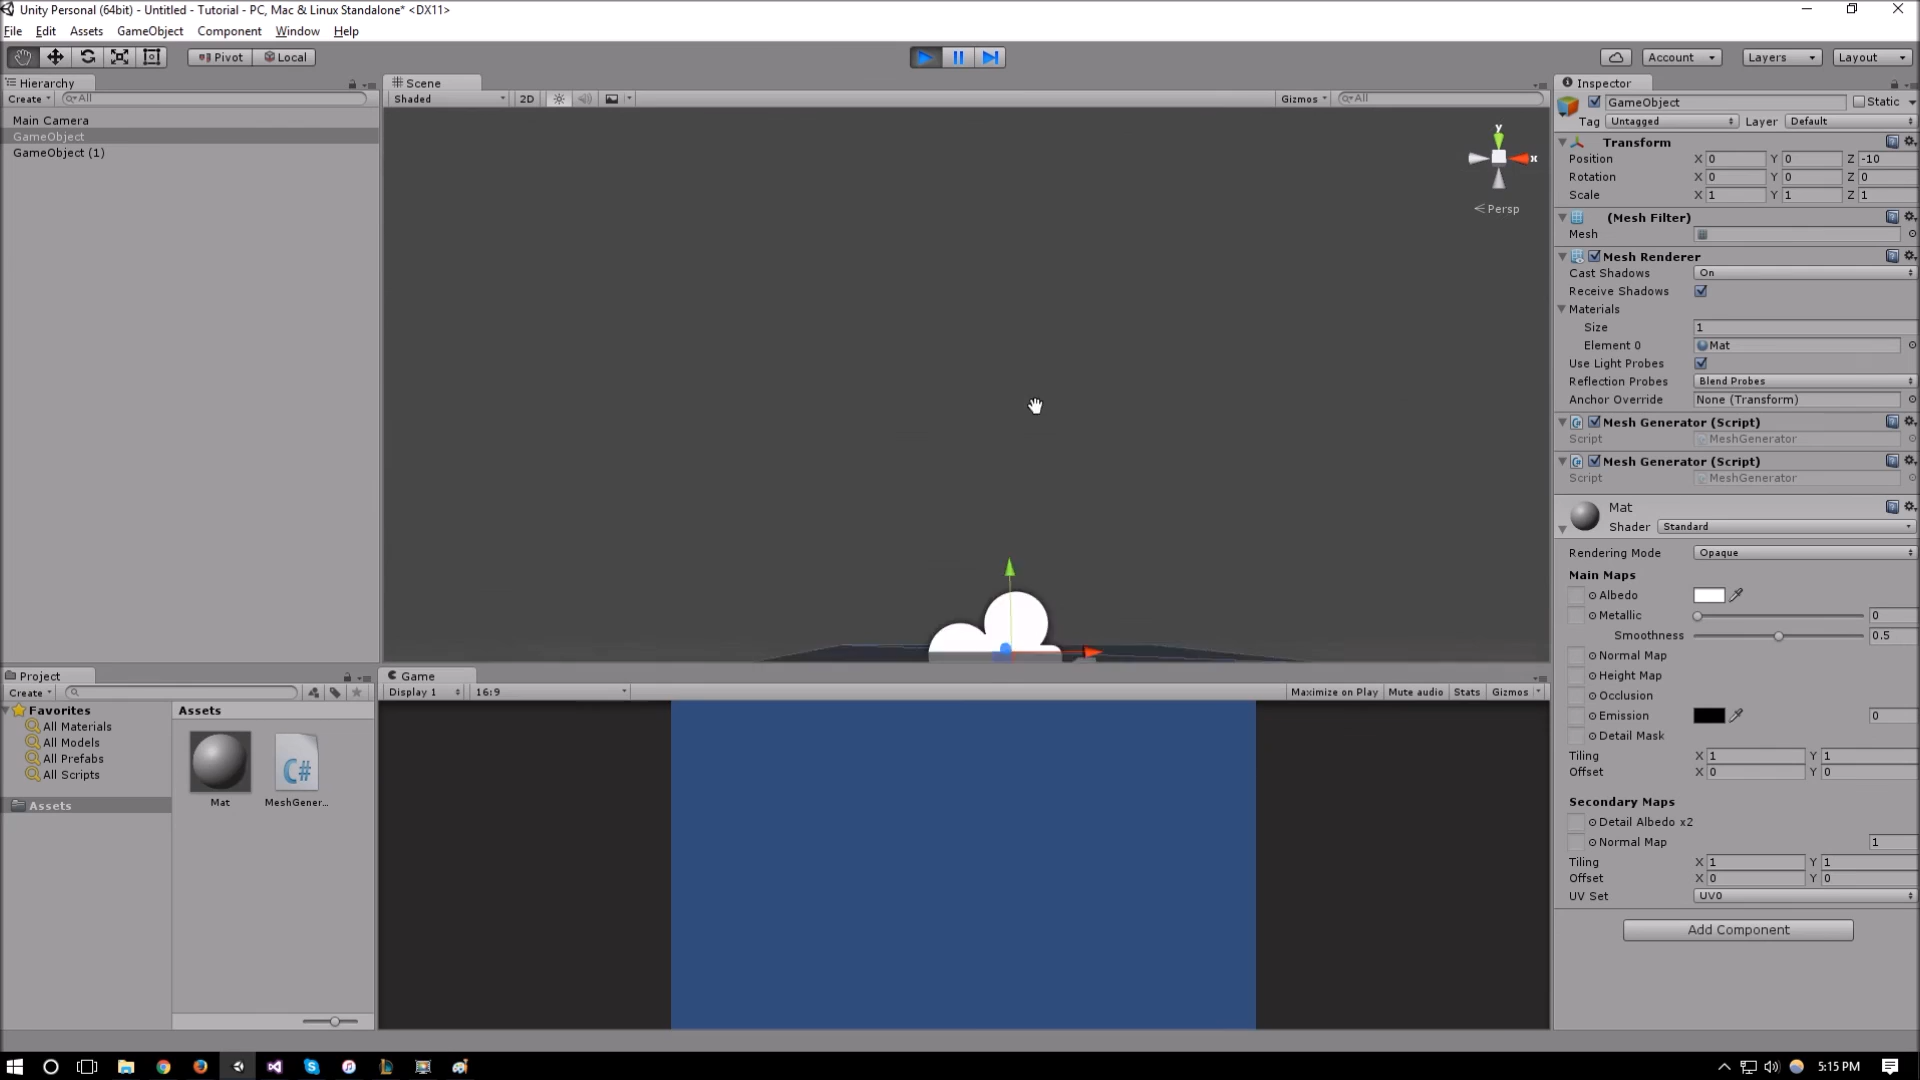 Unity Personal (64bit) - Untitled - Tutorial - PC, Mac & Linux Standalone* <DX11>
File Edit Assets GameObject Component Window Help
Pivot Local Account Layers Layout
Hierarchy
Create All
Main Camera
GameObject
GameObject (1)
Scene
Shaded 2D Gizmos All
y
x
Persp
Inspector
GameObject Static
Tag Untagged Layer Default
Transform
Position X 0 Y 0 Z -10
Rotation X 0 Y 0 Z 0
Scale X 1 Y 1 Z 1
(Mesh Filter)
Mesh
Mesh Renderer
Cast Shadows On
Receive Shadows
Materials
Size 1
Element 0 Mat
Use Light Probes
Reflection Probes Blend Probes
Anchor Override None (Transform)
Mesh Generator (Script)
Script MeshGenerator
Mesh Generator (Script)
Script MeshGenerator
Mat
Shader Standard
Rendering Mode Opaque
Main Maps
Albedo
Metallic 0
Smoothness 0.5
Normal Map
Height Map
Occlusion
Emission 0
Detail Mask
Tiling X 1 Y 1
Offset X 0 Y 0
Secondary Maps
Detail Albedo x2
Normal Map 1
Tiling X 1 Y 1
Offset X 0 Y 0
UV Set UV0
Add Component
Project
Create
Favorites
All Materials
All Models
All Prefabs
All Scripts
Assets
Assets
Mat MeshGener...
C#
Game
Display 1 16:9 Maximize on Play Mute audio Stats Gizmos
5:15 PM